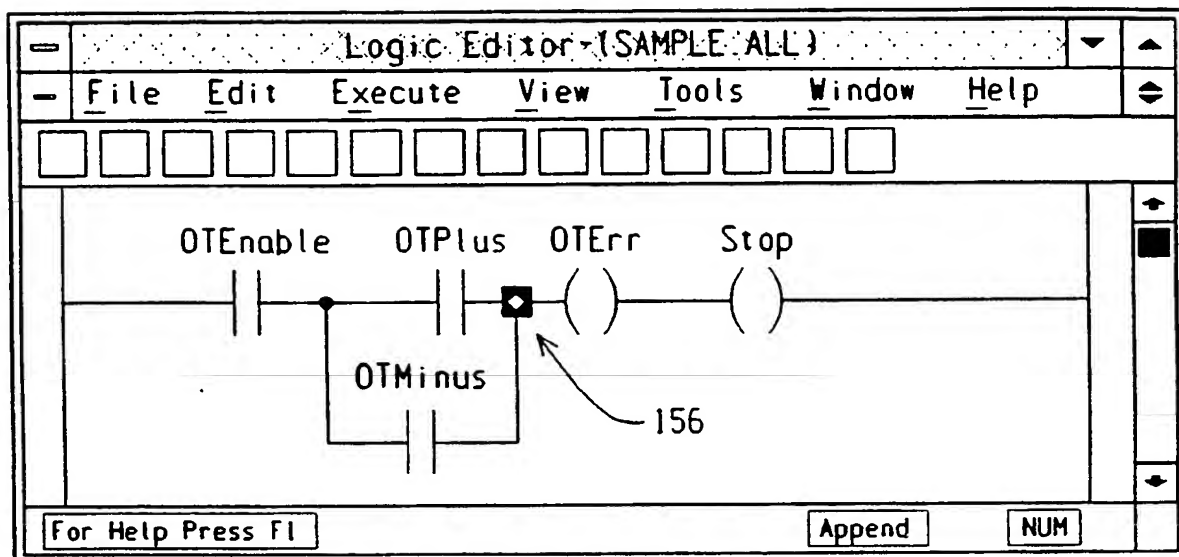 Logic Editor-(SAMPLE.ALL)
File Edit Execute View Tools Window Help
OTEnable OTPlus OTErr Stop
OTMinus
156
For Help Press F1 Append NUM